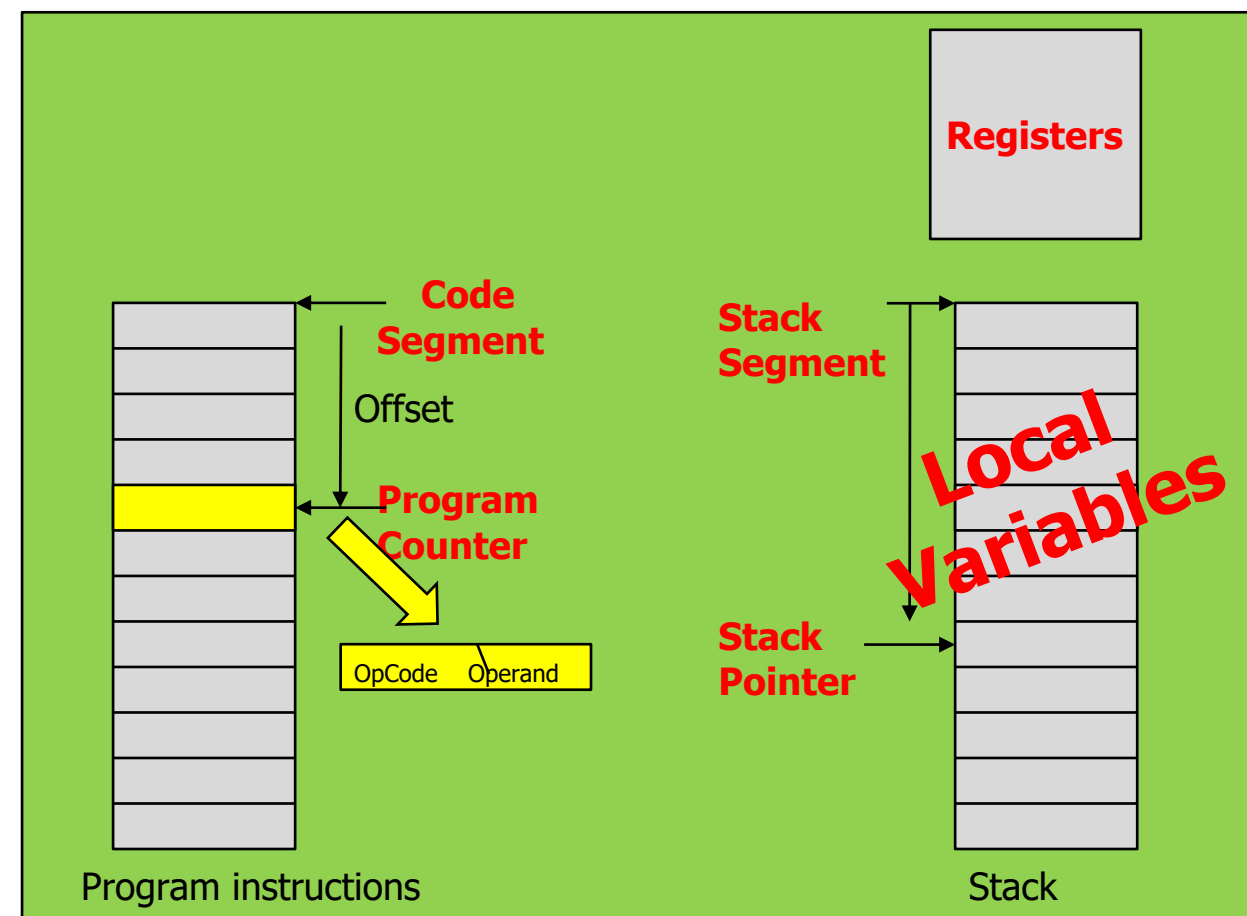 Registers
Code
Segment
Offset
Program
Counter
OpCode Operand
Program instructions
Stack
Segment
Local
Variables
Stack
Pointer
Stack